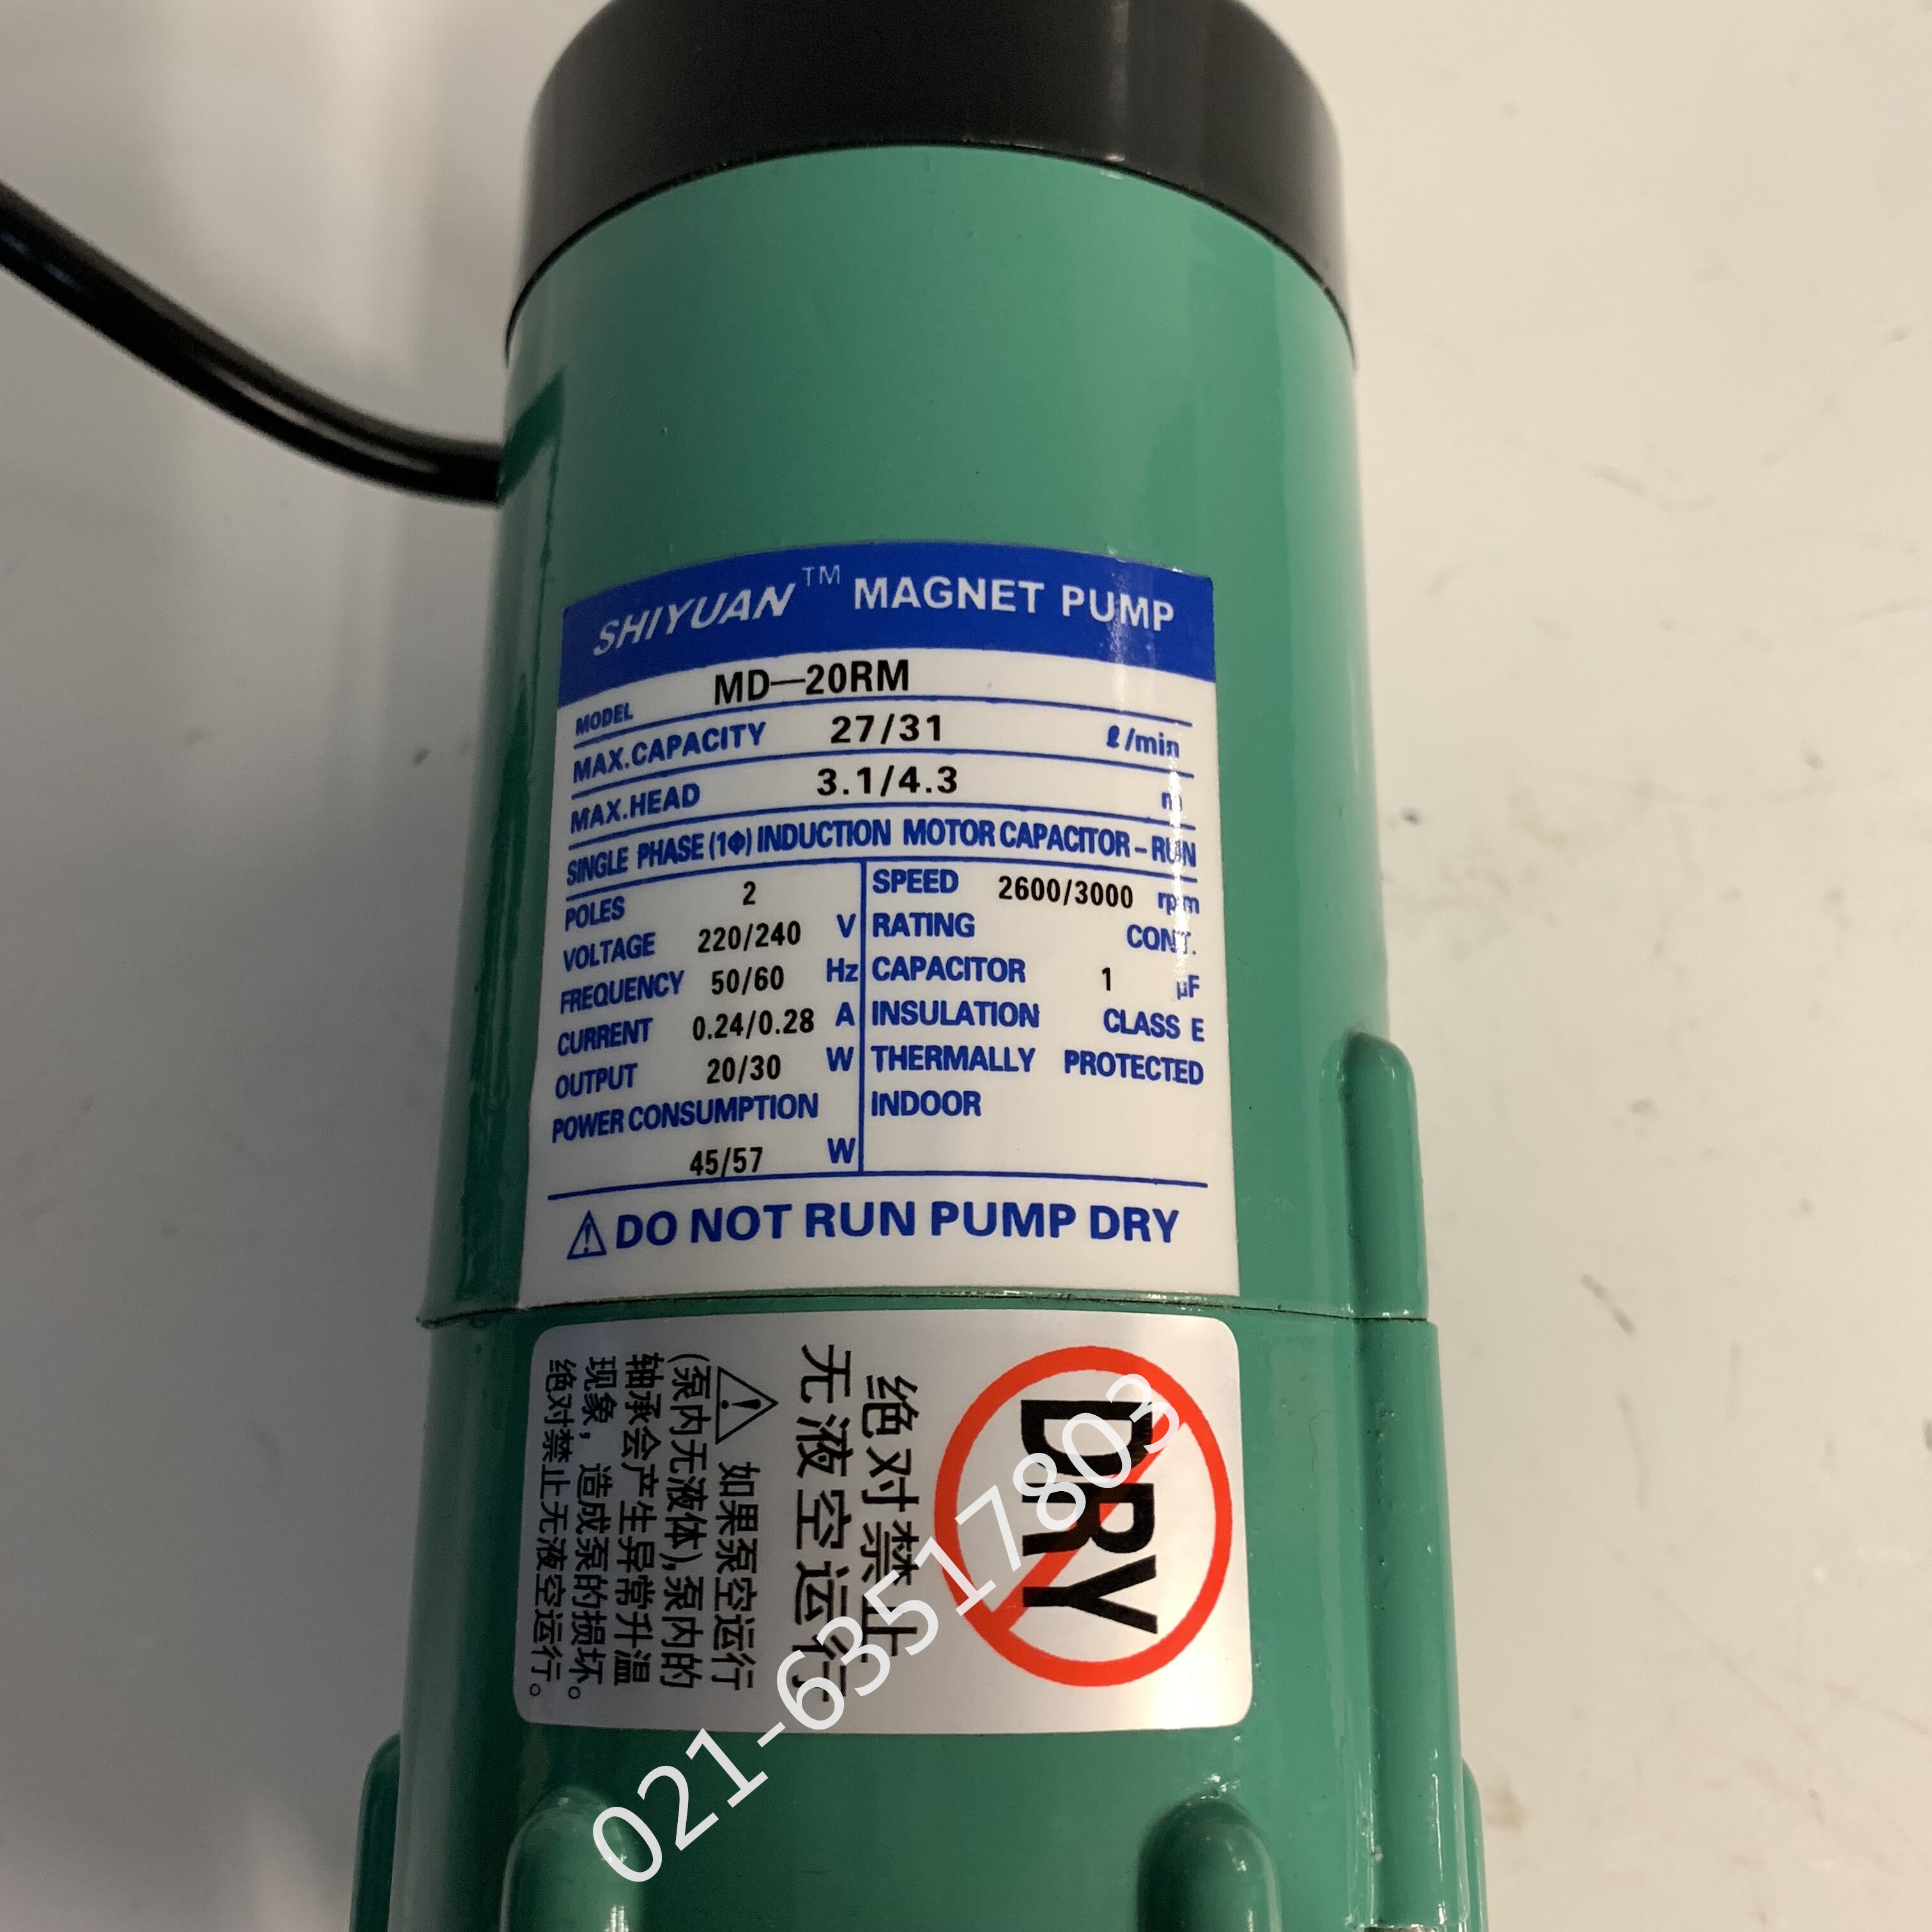 SHIYUAN™ MAGNET PUMP
MODEL MD—20RM
MAX.CAPACITY 27/31 ℓ/min
MAX.HEAD 3.1/4.3 m
SINGLE PHASE (1Φ) INDUCTION MOTOR CAPACITOR-RUN
POLES 2
VOLTAGE 220/240 V
FREQUENCY 50/60 Hz
CURRENT 0.24/0.28 A
OUTPUT 20/30 W
POWER CONSUMPTION
45/57 W
SPEED 2600/3000 rpm
RATING CONT.
CAPACITOR 1 μF
INSULATION CLASS E
THERMALLY PROTECTED
INDOOR
⚠DO NOT RUN PUMP DRY
DRY
绝对禁止
无液空运行
⚠ 如果泵空运行
(泵内无液体),泵内的
轴承会产生异常升温
现象，造成泵的损坏。
绝对禁止无液空运行。
021-63517803